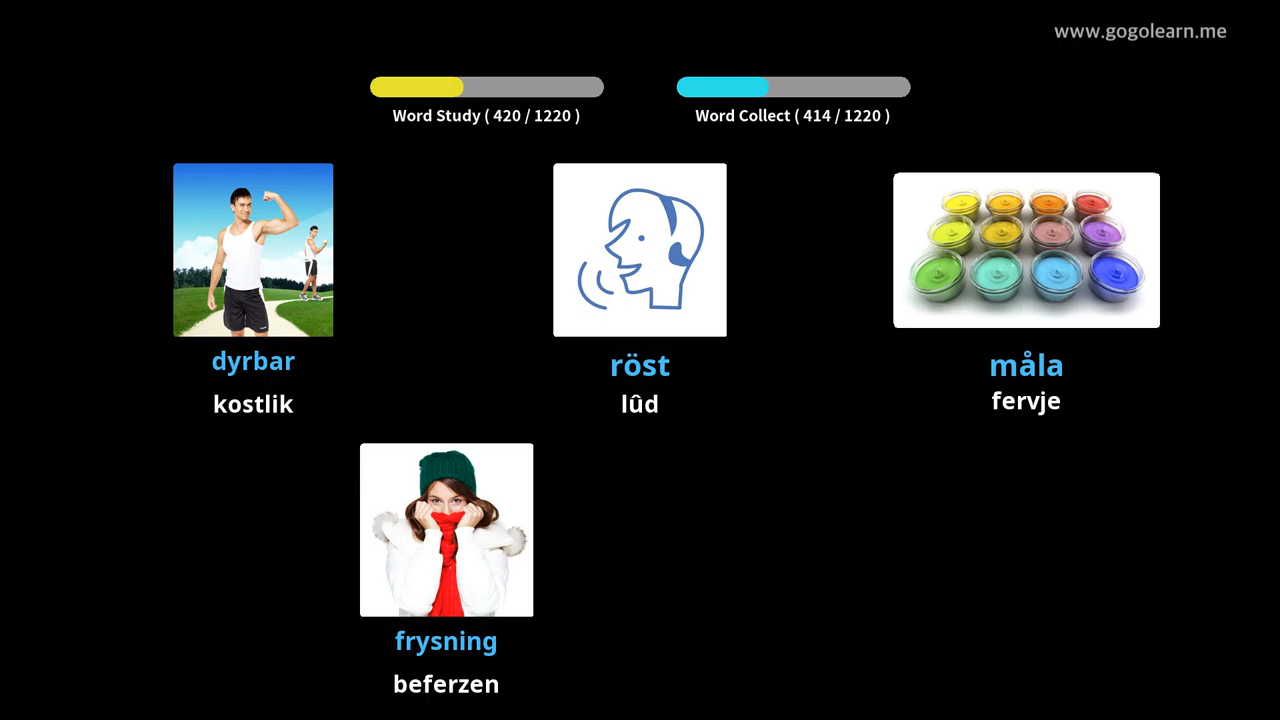 www.gogolearn.me
Word Study ( 420 / 1220 )
Word Collect ( 414 / 1220 )
dyrbar
kostlik
röst
lûd
måla
fervje
frysning
beferzen